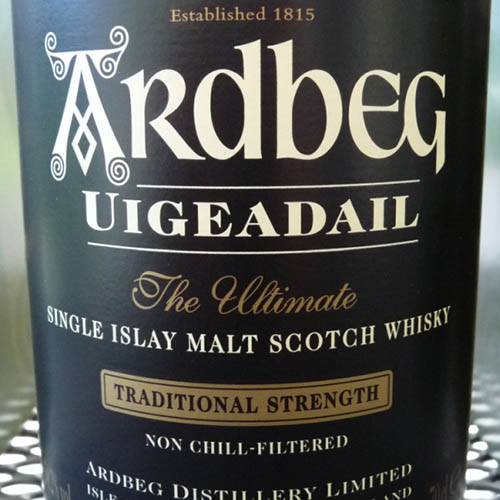 Established 1815
ARDBEG
UIGEADAIL
The Ultimate
SINGLE ISLAY MALT SCOTCH WHISKY
TRADITIONAL STRENGTH
NON CHILL-FILTERED
ARDBEG DISTILLERY LIMITED